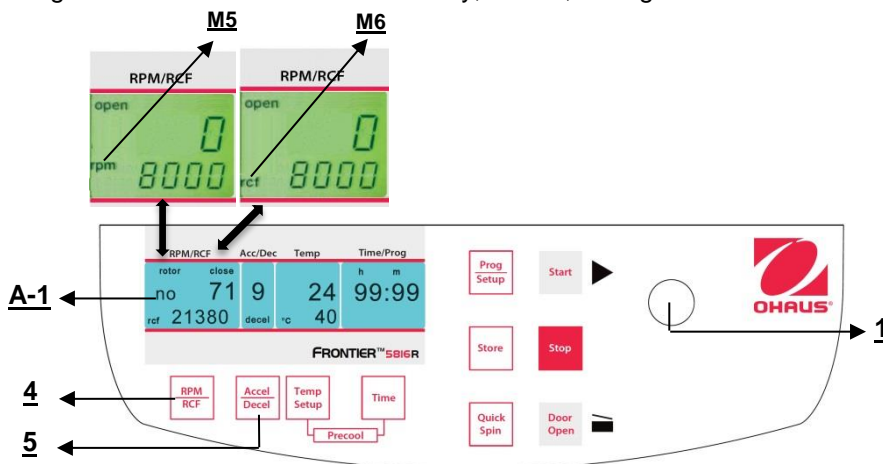 M5
M6
RPM/RCF
open
0
rpm
8000
RPM/RCF
open
0
rcf
8000
RPM/RCF Acc/Dec Temp Time/Prog
rotor close h m
no 71 9 24 99:99
rcf 21380 decel °C 40
FRONTIER™ 5816R
A-1
4
RPM
RCF
5
Accel
Decel
Temp
Setup
Time
Precool
Prog
Setup
Start
Store
Stop
Quick
Spin
Door
Open
OHAUS®
1